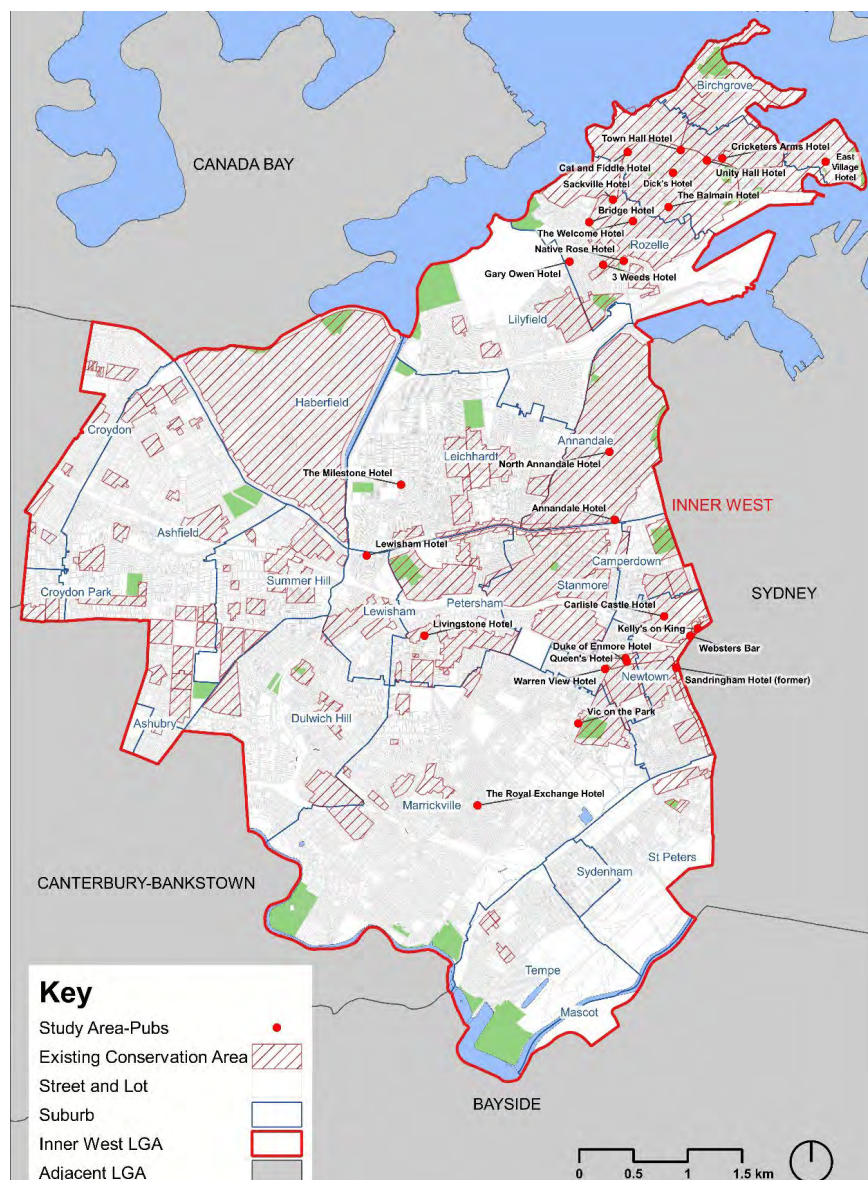 Birchgrove
Town Hall Hotel
Cricketers Arms Hotel
CANADA BAY
East
Village
Hotel
Cat and Fiddle Hotel
Unity Hall Hotel
Sackville Hotel
Dick's Hotel
The Balmain Hotel
Bridge Hotel
The Welcome Hotel
Native Rose Hotel
Rozelle
Gary Owen Hotel
3 Weeds Hotel
Lilyfield
Haberfield
Croydon
Annandale
Leichhardt
North Annandale Hotel
The Milestone Hotel
INNER WEST
Annandale Hotel
Ashfield
Lewisham Hotel
Camperdown
Summer Hill
Stanmore
Croydon Park
SYDNEY
Lewisham
Petersham
Carlisle Castle Hotel
Livingstone Hotel
Kelly's on King
Duke of Enmore Hotel
Websters Bar
Queen's Hotel
Warren View Hotel
Newtown
Sandringham Hotel (former)
Vic on the Park
Dulwich Hill
Ashubry
The Royal Exchange Hotel
Marrickville
St Peters
Sydenham
CANTERBURY-BANKSTOWN
Tempe
Mascot
BAYSIDE
Key
Study Area-Pubs
Existing Conservation Area
Street and Lot
Suburb
Inner West LGA
Adjacent LGA
0 0.5 1 1.5 km